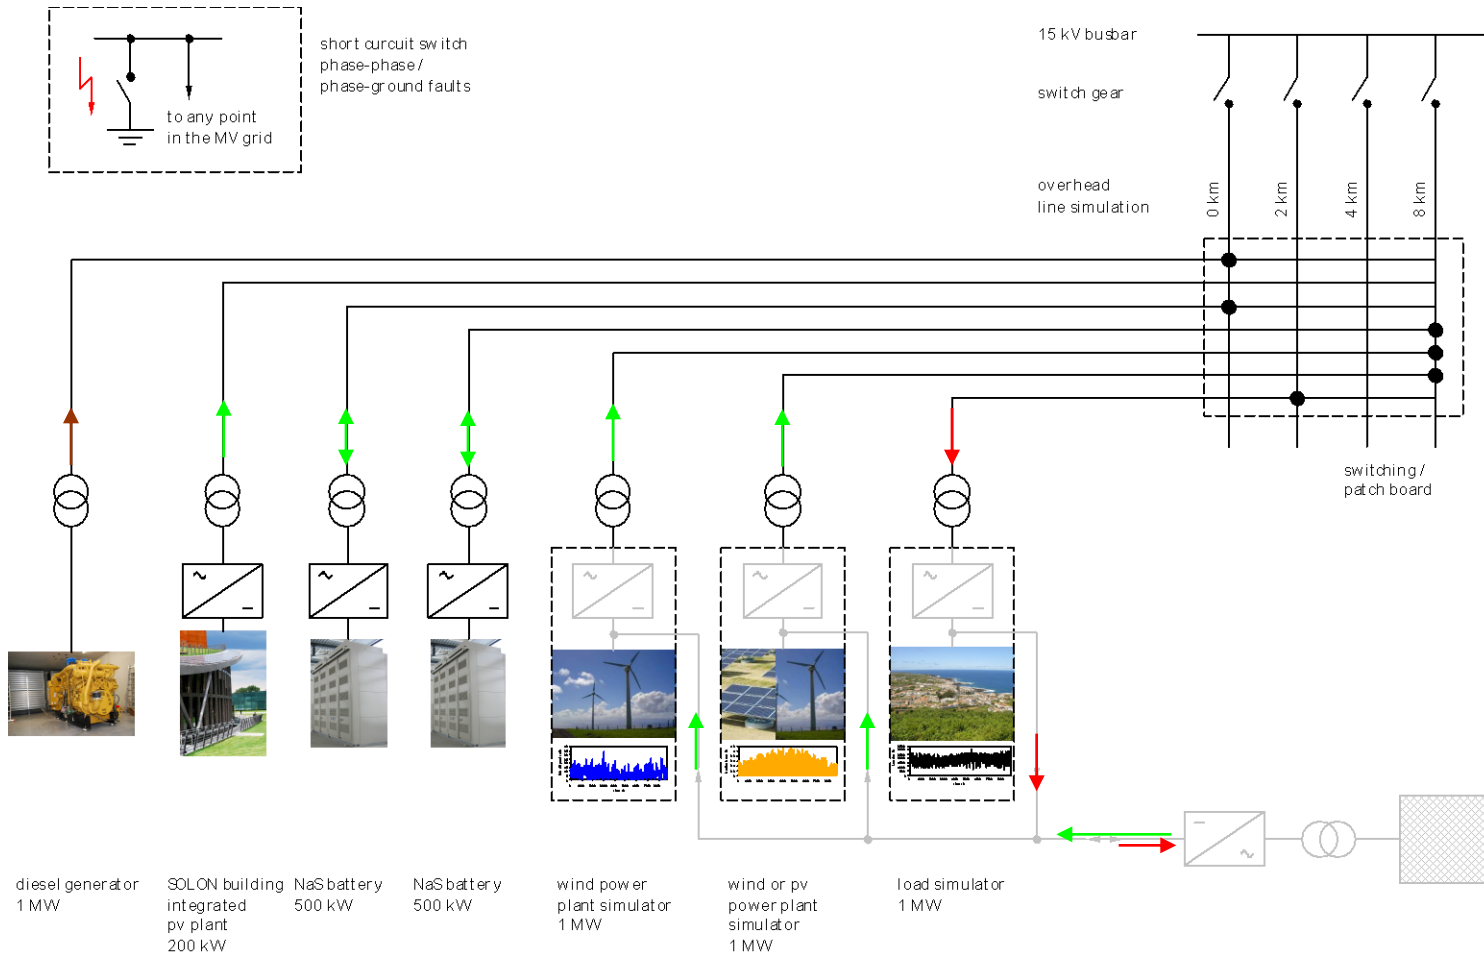 short curcuit switch
phase-phase /
phase-ground faults
to any point
in the MV grid
15 kV busbar
switch gear
overhead
line simulation
0 km
2 km
4 km
8 km
switching /
patch board
diesel generator
1 MW
SOLON building
integrated
pv plant
200 kW
NaS battery
500 kW
NaS battery
500 kW
wind power
plant simulator
1 MW
wind or pv
power plant
simulator
1 MW
load simulator
1 MW